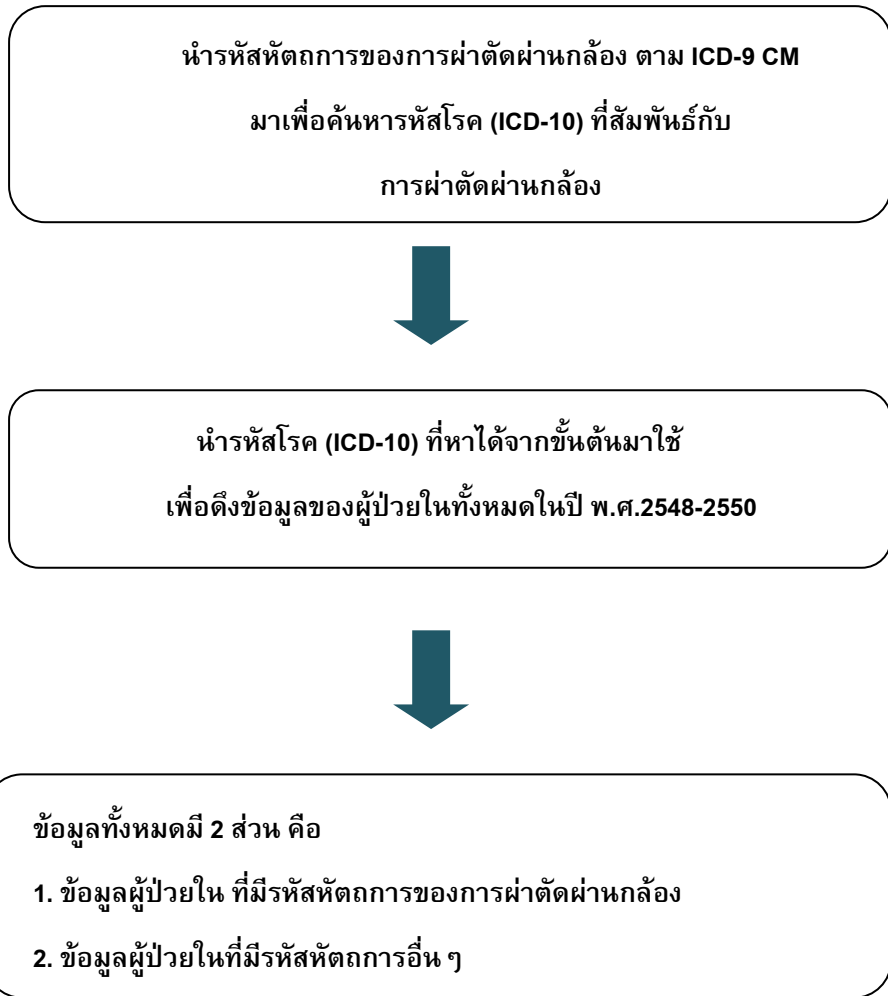 นำรหัสหัตถการของการผ่าตัดผ่านกล้อง ตาม ICD-9 CM
มาเพื่อค้นหารหัสโรค (ICD-10) ที่สัมพันธ์กับ
การผ่าตัดผ่านกล้อง
นำรหัสโรค (ICD-10) ที่หาได้จากขั้นต้นมาใช้
เพื่อดึงข้อมูลของผู้ป่วยในทั้งหมดในปี พ.ศ.2548-2550
ข้อมูลทั้งหมดมี 2 ส่วน คือ
1. ข้อมูลผู้ป่วยใน ที่มีรหัสหัตถการของการผ่าตัดผ่านกล้อง
2. ข้อมูลผู้ป่วยในที่มีรหัสหัตถการอื่น ๆ